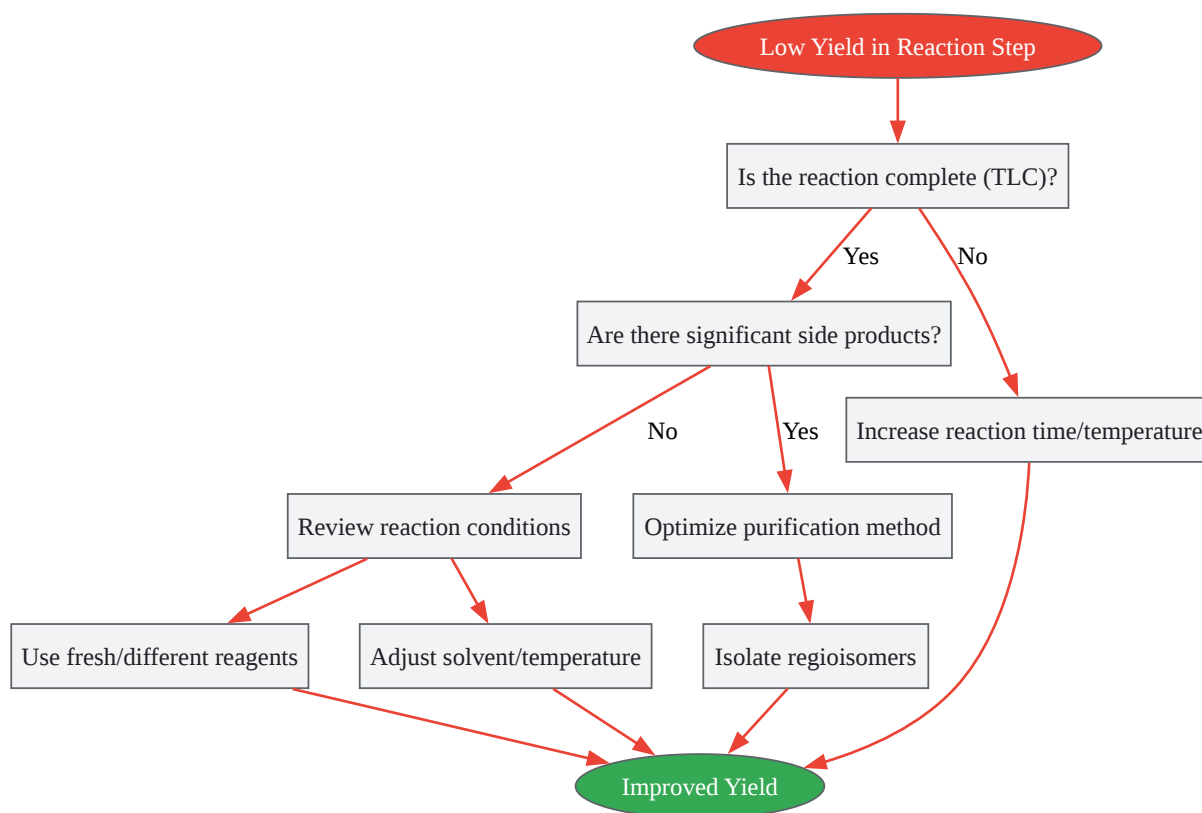 Low Yield in Reaction Step
Is the reaction complete (TLC)?
Yes
No
Are there significant side products?
No
Yes
Increase reaction time/temperature
Review reaction conditions
Optimize purification method
Use fresh/different reagents
Adjust solvent/temperature
Isolate regioisomers
Improved Yield